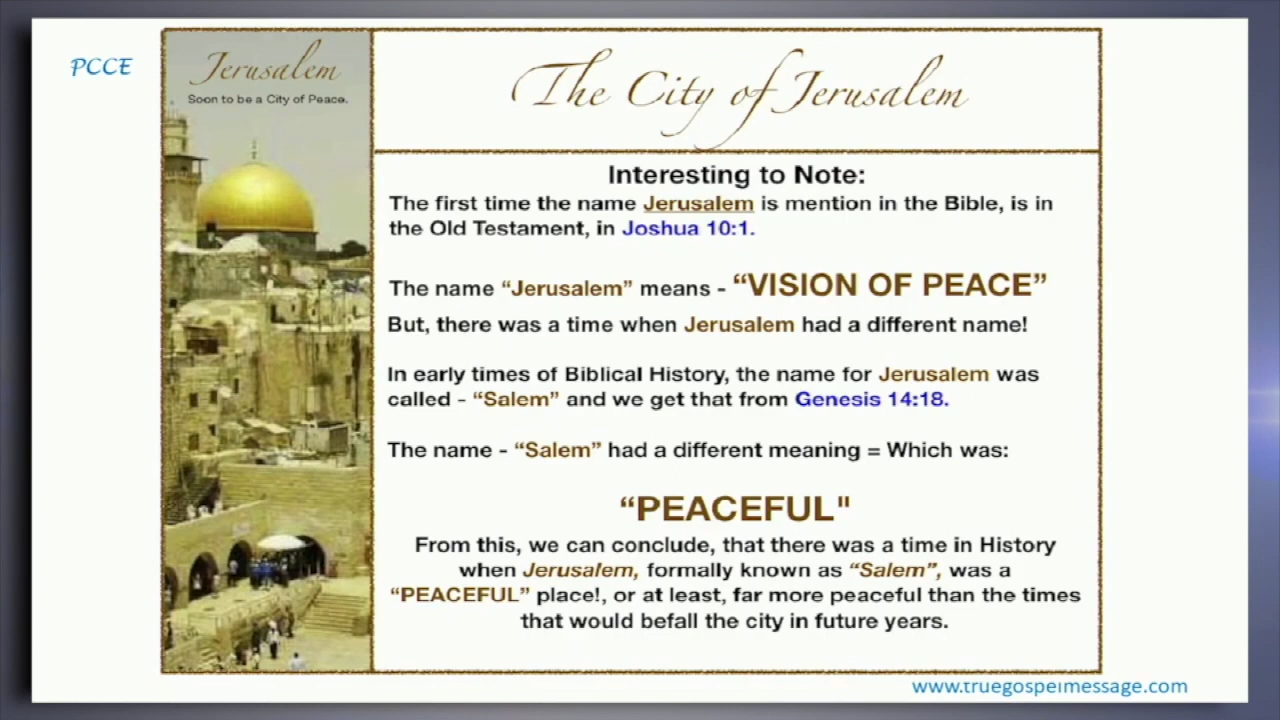 PCCE
Jerusalem
Soon to be a City of Peace.
The City of Jerusalem
Interesting to Note:
The first time the name Jerusalem is mention in the Bible, is in
the Old Testament, in Joshua 10:1.
The name “Jerusalem” means - “VISION OF PEACE”
But, there was a time when Jerusalem had a different name!
In early times of Biblical History, the name for Jerusalem was
called - “Salem” and we get that from Genesis 14:18.
The name - “Salem” had a different meaning = Which was:
“PEACEFUL"
From this, we can conclude, that there was a time in History
when Jerusalem, formally known as “Salem”, was a
“PEACEFUL” place!, or at least, far more peaceful than the times
that would befall the city in future years.
www.truegospelmessage.com